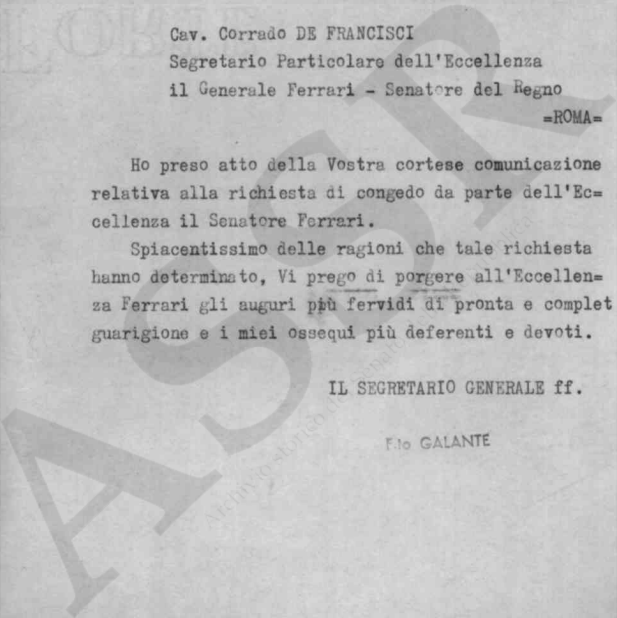 Cav. Corrado DE FRANCISCI
Segretario Particolare dell'Eccellenza
il Generale Ferrari - Senatore del Regno
=ROMA=
Ho preso atto della Vostra cortese comunicazione
relativa alla richiesta di congedo da parte dell'Ec=
cellenza il Senatore Ferrari.
Spiacentissimo delle ragioni che tale richiesta
hanno determinato, Vi prego di porgere all'Eccellen=
za Ferrari gli auguri più fervidi di pronta e complet
guarigione e i miei ossequi più deferenti e devoti.
IL SEGRETARIO GENERALE ff.
F.to GALANTE
ASSR